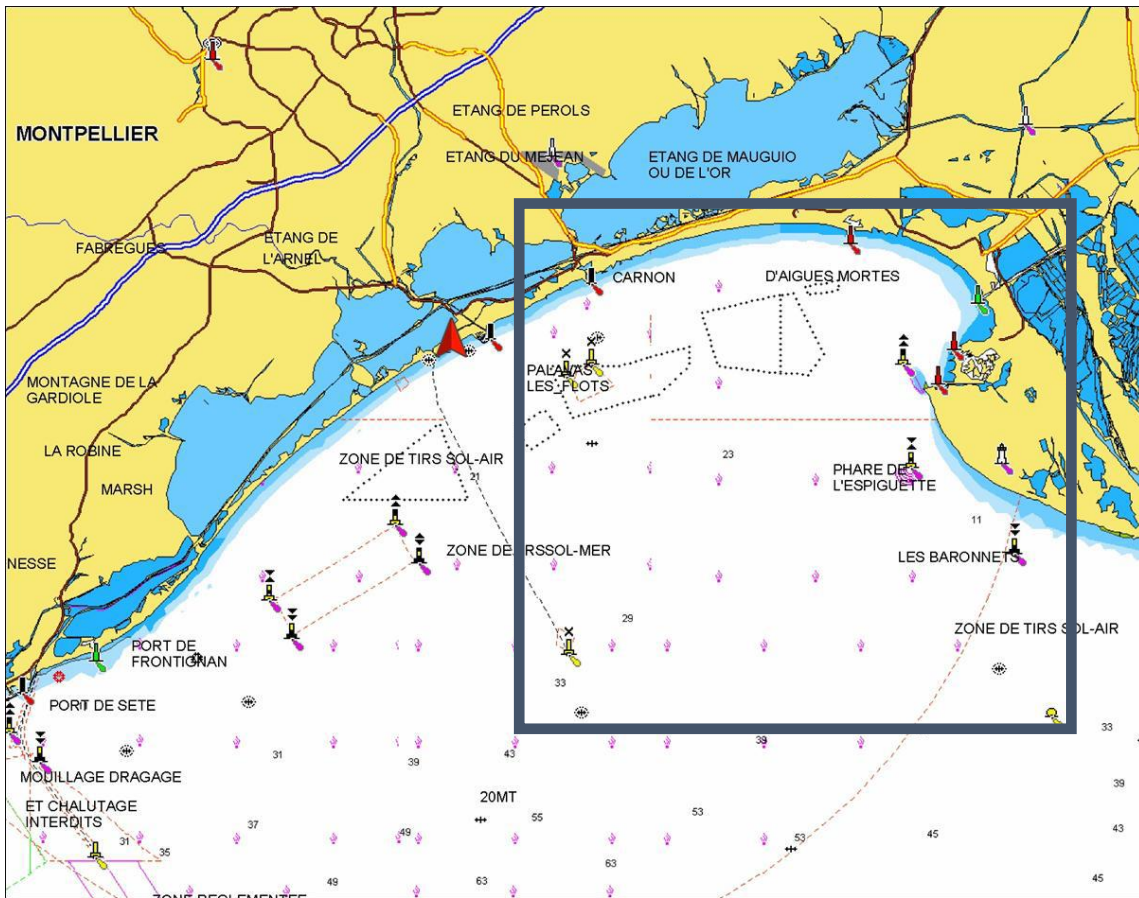 ETANG DE PEROLS
MONTPELLIER
ETANG DU MEJEAN
ETANG DE MAUGUIO
OU DE L'OR
FABREGUES
ETANG DE
L'ARNEL
CARNON
D'AIGUES MORTES
MONTAGNE DE LA
GARDIOLE
PALAVAS
LES_FLOTS
LA ROBINE
ZONE DE TIRS SOL-AIR
21
23
MARSH
PHARE DE
L'ESPIGUETTE
11
NESSE
ZONE DE
SSOL-MER
LES BARONNETS
29
ZONE DE TIRS SOL-AIR
PORT DE
FRONTIGNAN
33
PORT DE SETE
33
31
39
43
39
MOUILLAGE DRAGAGE
39
20MT
ET CHALUTAGE
INTERDITS
37
49
55
53
53
45
43
31
35
49
63
63
45
ZONE REGLEMENTEE